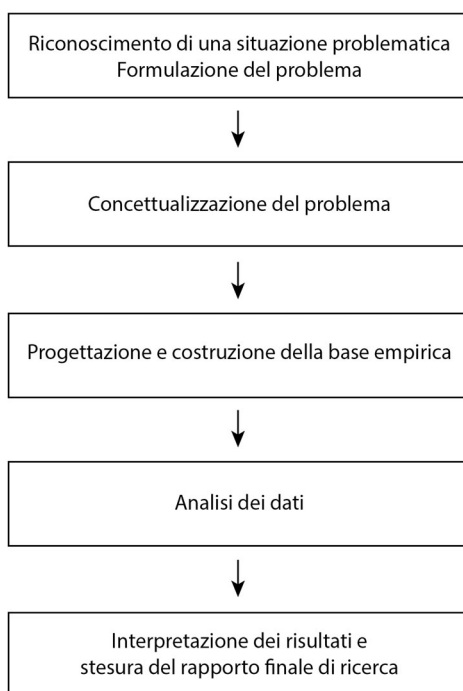 Riconoscimento di una situazione problematica
Formulazione del problema
Concettualizzazione del problema
Progettazione e costruzione della base empirica
Analisi dei dati
Interpretazione dei risultati e
stesura del rapporto finale di ricerca